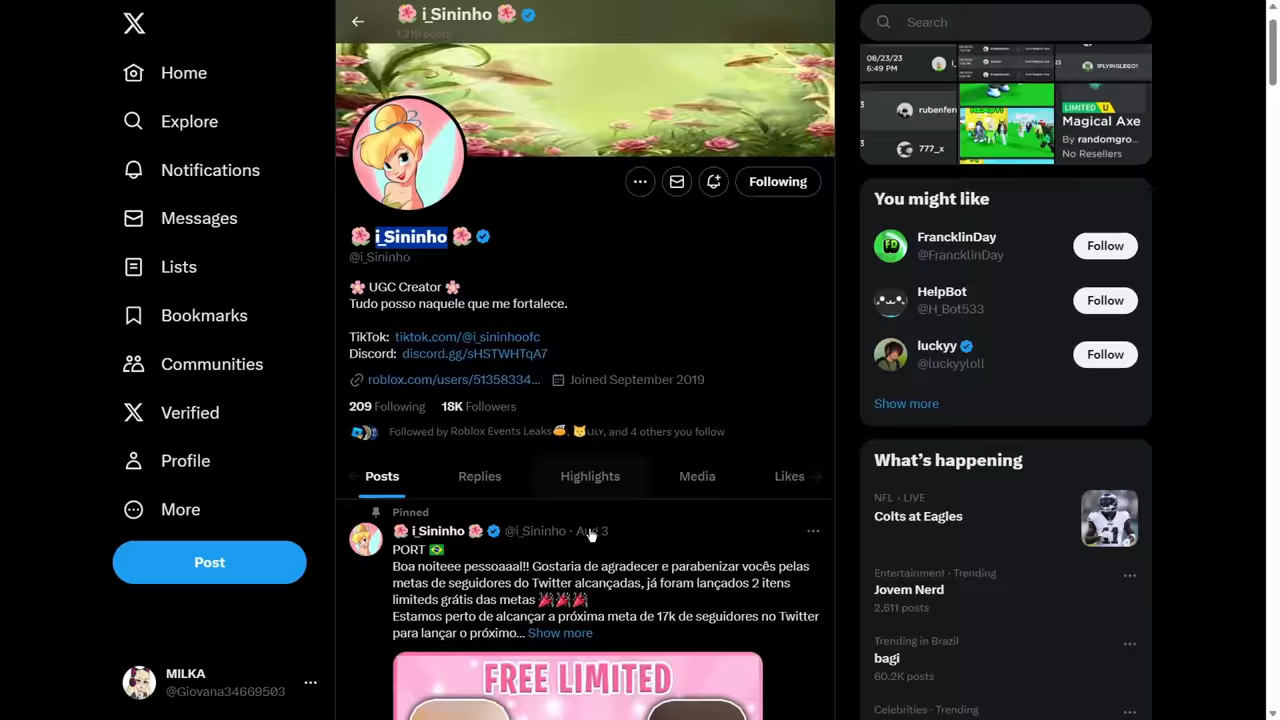 🌸 i_Sininho 🌸
1,219 posts
Home
Explore
Notifications
Messages
Lists
Bookmarks
Communities
Verified
Profile
More
Post
MILKA
@Giovana34669503
Following
🌸 i_Sininho 🌸
@i_Sininho
🌸 UGC Creator 🌸
Tudo posso naquele que me fortalece.
TikTok: tiktok.com/@i_sininhoofc
Discord: discord.gg/sHSTWHTqA7
roblox.com/users/51358334… Joined September 2019
209 Following 18K Followers
Followed by Roblox Events Leaks🍝, 🐱LILY, and 4 others you follow
Posts Replies Highlights Media Likes
Pinned
🌸 i_Sininho 🌸 @i_Sininho · Aug 3
PORT 🇧🇷
Boa noiteee pessoaaal!! Gostaria de agradecer e parabenizar vocês pelas
metas de seguidores do Twitter alcançadas, já foram lançados 2 itens
limiteds grátis das metas 🎉🎉🎉
Estamos perto de alcançar a próxima meta de 17k de seguidores no Twitter
para lançar o próximo... Show more
FREE LIMITED
Search
08/23/23
6:49 PM
1FLYINGLEGO1
rubenfer
777_x
LIMITED U
Magical Axe
By randomgro
No Resellers
You might like
FrancklinDay
@FrancklinDay
Follow
HelpBot
@H_Bot533
Follow
luckyy
@luckyyloll
Follow
Show more
What's happening
NFL · LIVE
Colts at Eagles
Entertainment · Trending
Jovem Nerd
2,611 posts
Trending in Brazil
bagi
60.2K posts
Celebrities · Trending